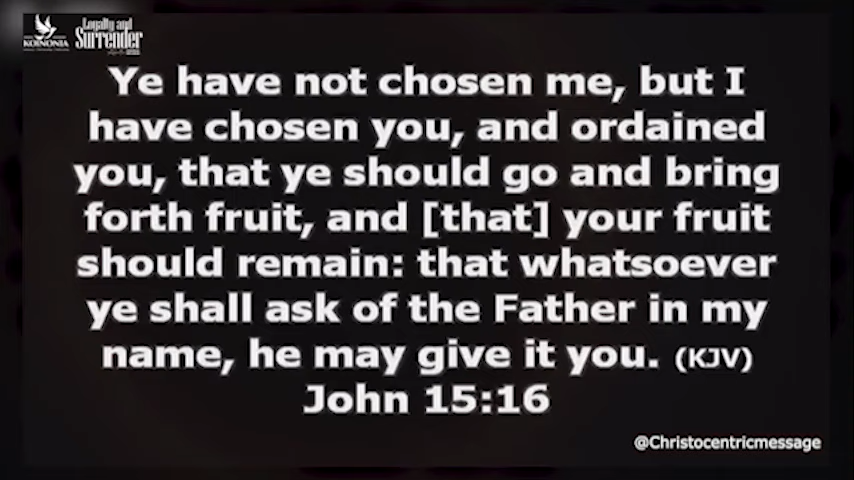 KOINONIA
Loyalty and
Surrender
Ye have not chosen me, but I
have chosen you, and ordained
you, that ye should go and bring
forth fruit, and [that] your fruit
should remain: that whatsoever
ye shall ask of the Father in my
name, he may give it you. (KJV)
John 15:16
@Christocentricmessage